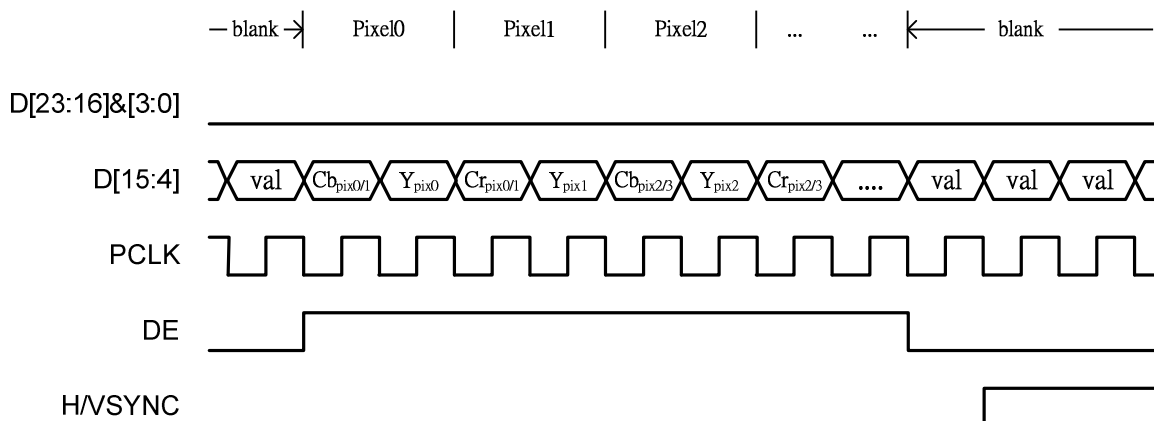 blank Pixel0 Pixel1 Pixel2 ... ... blank
D[23:16]&[3:0]
D[15:4] val Cbpix0/1 Ypix0 Crpix0/1 Ypix1 Cbpix2/3 Ypix2 Crpix2/3 .... val val val
PCLK
DE
H/VSYNC